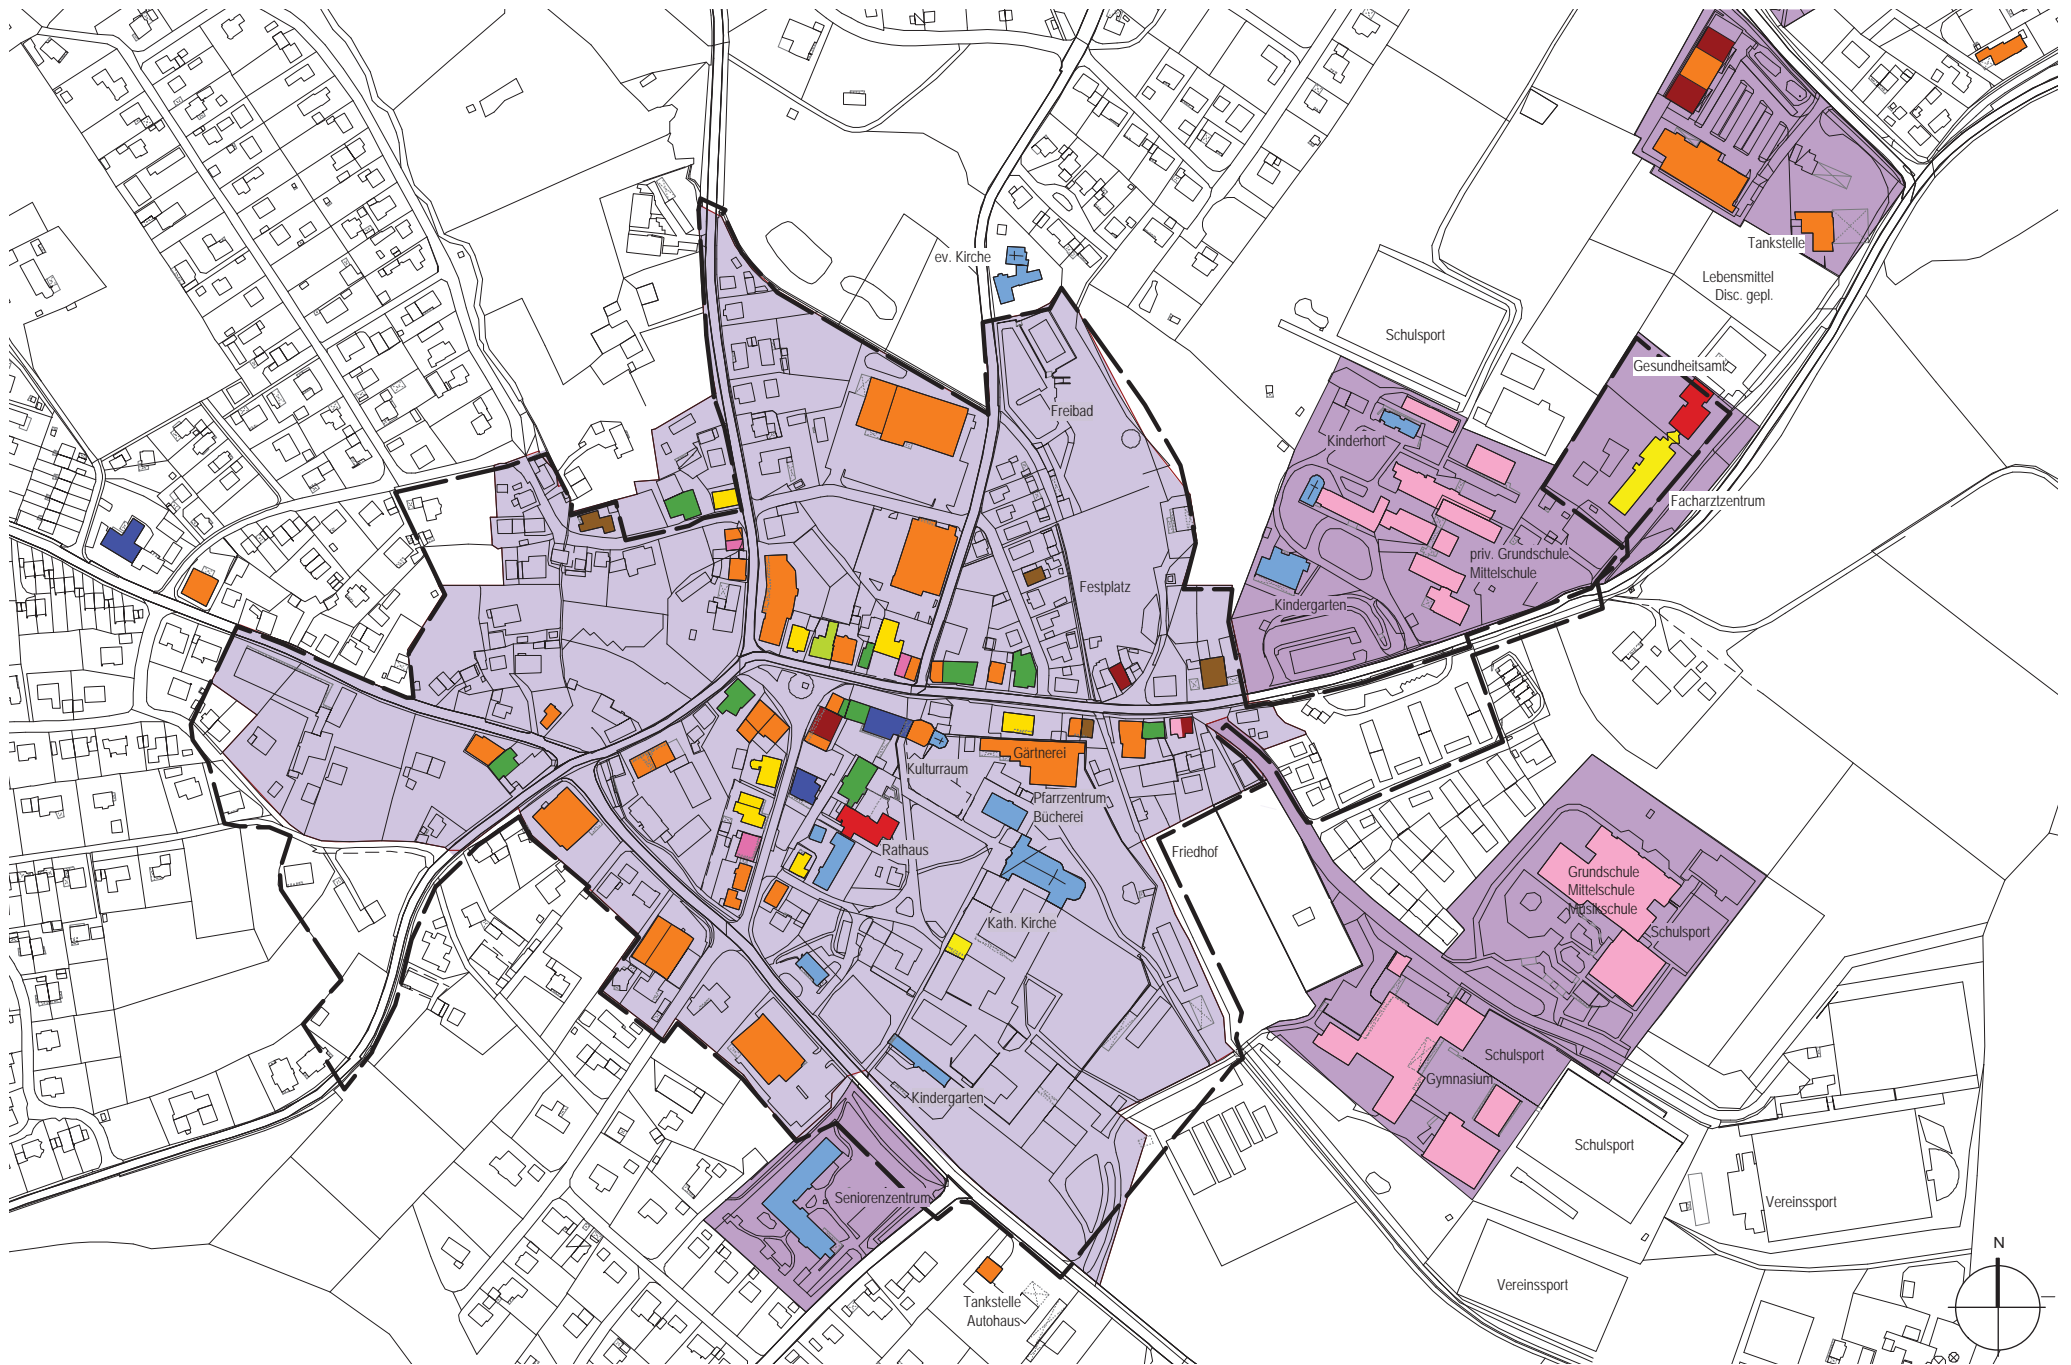 Tankstelle
ev. Kirche
Lebensmittel
Disc. gepl.
Schulsport
Gesundheitsamt
Freibad
Kinderhort
Facharztzentrum
priv. Grundschule
Mittelschule
Festplatz
Kindergarten
Gärtnerei
Kulturraum
Pfarrzentrum
Bücherei
Rathaus
Friedhof
Grundschule
Mittelschule
Musikschule
Schulsport
Kath. Kirche
Schulsport
Gymnasium
Kindergarten
Schulsport
Seniorenzentrum
Vereinssport
N
Vereinssport
Tankstelle
Autohaus